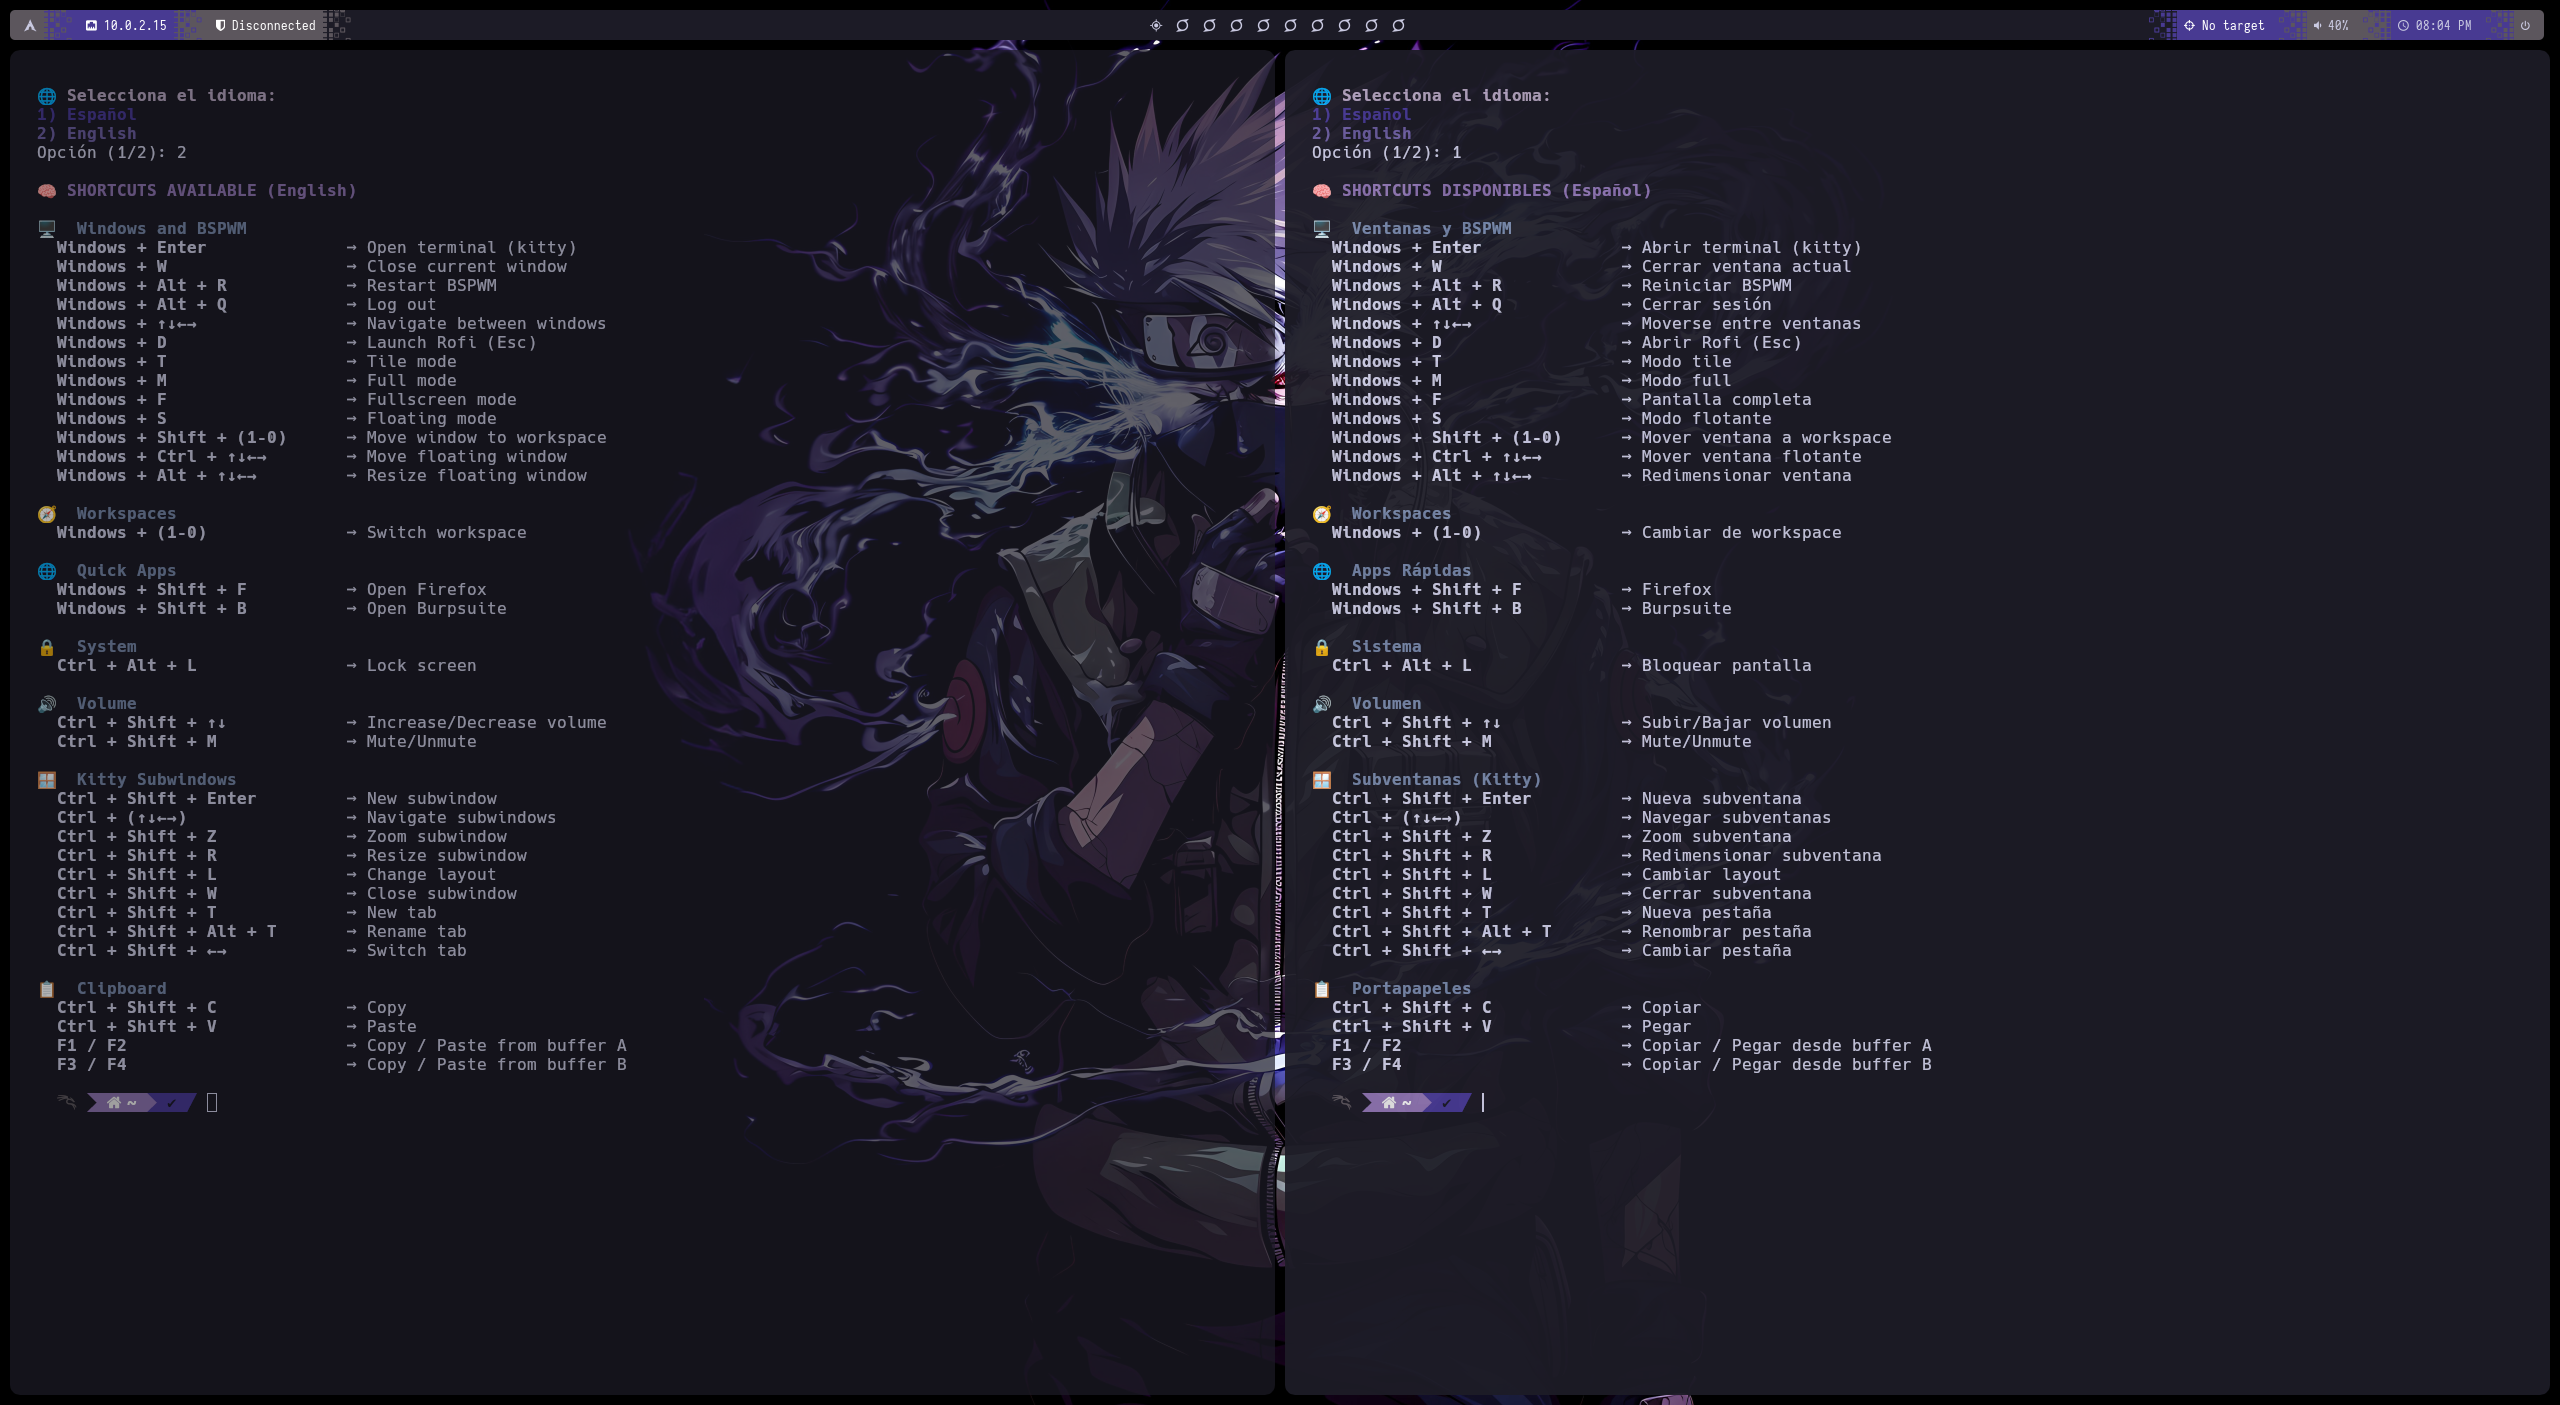 10.0.2.15 Disconnected No target 40% 08:04 PM
Selecciona el idioma:
1) Español
2) English
Opción (1/2): 2
SHORTCUTS AVAILABLE (English)
Windows and BSPWM
Windows + Enter → Open terminal (kitty)
Windows + W → Close current window
Windows + Alt + R → Restart BSPWM
Windows + Alt + Q → Log out
Windows + ↑↓←→ → Navigate between windows
Windows + D → Launch Rofi (Esc)
Windows + T → Tile mode
Windows + M → Full mode
Windows + F → Fullscreen mode
Windows + S → Floating mode
Windows + Shift + (1-0) → Move window to workspace
Windows + Ctrl + ↑↓←→ → Move floating window
Windows + Alt + ↑↓←→ → Resize floating window
Workspaces
Windows + (1-0) → Switch workspace
Quick Apps
Windows + Shift + F → Open Firefox
Windows + Shift + B → Open Burpsuite
System
Ctrl + Alt + L → Lock screen
Volume
Ctrl + Shift + ↑↓ → Increase/Decrease volume
Ctrl + Shift + M → Mute/Unmute
Kitty Subwindows
Ctrl + Shift + Enter → New subwindow
Ctrl + (↑↓←→) → Navigate subwindows
Ctrl + Shift + Z → Zoom subwindow
Ctrl + Shift + R → Resize subwindow
Ctrl + Shift + L → Change layout
Ctrl + Shift + W → Close subwindow
Ctrl + Shift + T → New tab
Ctrl + Shift + Alt + T → Rename tab
Ctrl + Shift + ←→ → Switch tab
Clipboard
Ctrl + Shift + C → Copy
Ctrl + Shift + V → Paste
F1 / F2 → Copy / Paste from buffer A
F3 / F4 → Copy / Paste from buffer B
~ ✔
Selecciona el idioma:
1) Español
2) English
Opción (1/2): 1
SHORTCUTS DISPONIBLES (Español)
Ventanas y BSPWM
Windows + Enter → Abrir terminal (kitty)
Windows + W → Cerrar ventana actual
Windows + Alt + R → Reiniciar BSPWM
Windows + Alt + Q → Cerrar sesión
Windows + ↑↓←→ → Moverse entre ventanas
Windows + D → Abrir Rofi (Esc)
Windows + T → Modo tile
Windows + M → Modo full
Windows + F → Pantalla completa
Windows + S → Modo flotante
Windows + Shift + (1-0) → Mover ventana a workspace
Windows + Ctrl + ↑↓←→ → Mover ventana flotante
Windows + Alt + ↑↓←→ → Redimensionar ventana
Workspaces
Windows + (1-0) → Cambiar de workspace
Apps Rápidas
Windows + Shift + F → Firefox
Windows + Shift + B → Burpsuite
Sistema
Ctrl + Alt + L → Bloquear pantalla
Volumen
Ctrl + Shift + ↑↓ → Subir/Bajar volumen
Ctrl + Shift + M → Mute/Unmute
Subventanas (Kitty)
Ctrl + Shift + Enter → Nueva subventana
Ctrl + (↑↓←→) → Navegar subventanas
Ctrl + Shift + Z → Zoom subventana
Ctrl + Shift + R → Redimensionar subventana
Ctrl + Shift + L → Cambiar layout
Ctrl + Shift + W → Cerrar subventana
Ctrl + Shift + T → Nueva pestaña
Ctrl + Shift + Alt + T → Renombrar pestaña
Ctrl + Shift + ←→ → Cambiar pestaña
Portapapeles
Ctrl + Shift + C → Copiar
Ctrl + Shift + V → Pegar
F1 / F2 → Copiar / Pegar desde buffer A
F3 / F4 → Copiar / Pegar desde buffer B
~ ✔